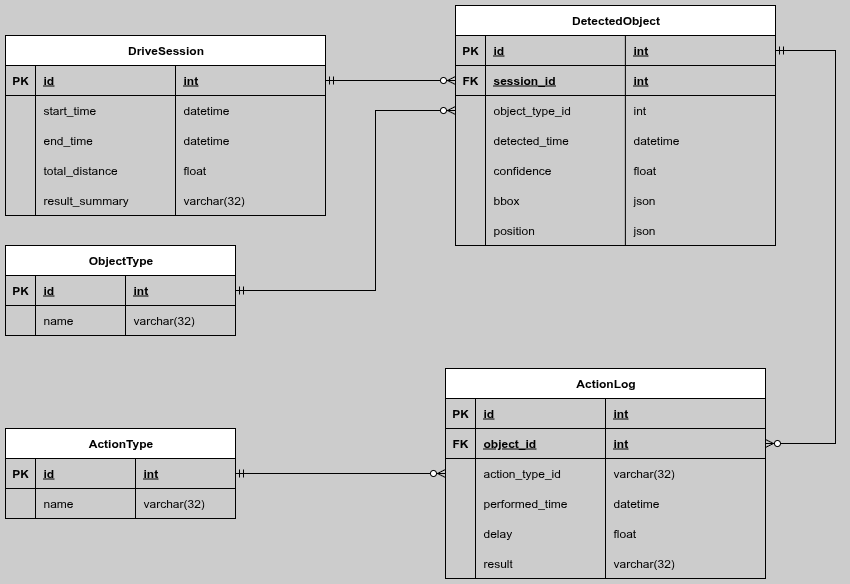 DriveSession
PK id int
start_time datetime
end_time datetime
total_distance float
result_summary varchar(32)
DetectedObject
PK id int
FK session_id int
object_type_id int
detected_time datetime
confidence float
bbox json
position json
ObjectType
PK id int
name varchar(32)
ActionType
PK id int
name varchar(32)
ActionLog
PK id int
FK object_id int
action_type_id varchar(32)
performed_time datetime
delay float
result varchar(32)